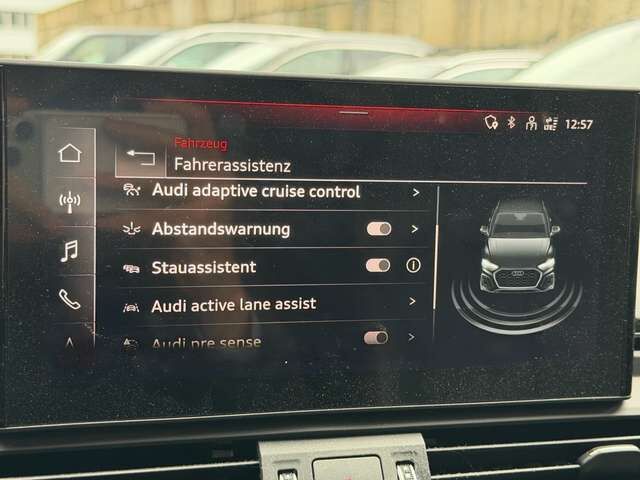 12:57
Fahrzeug
Fahrerassistenz
Audi adaptive cruise control
Abstandswarnung
Stauassistent
Audi active lane assist
Audi pre sense